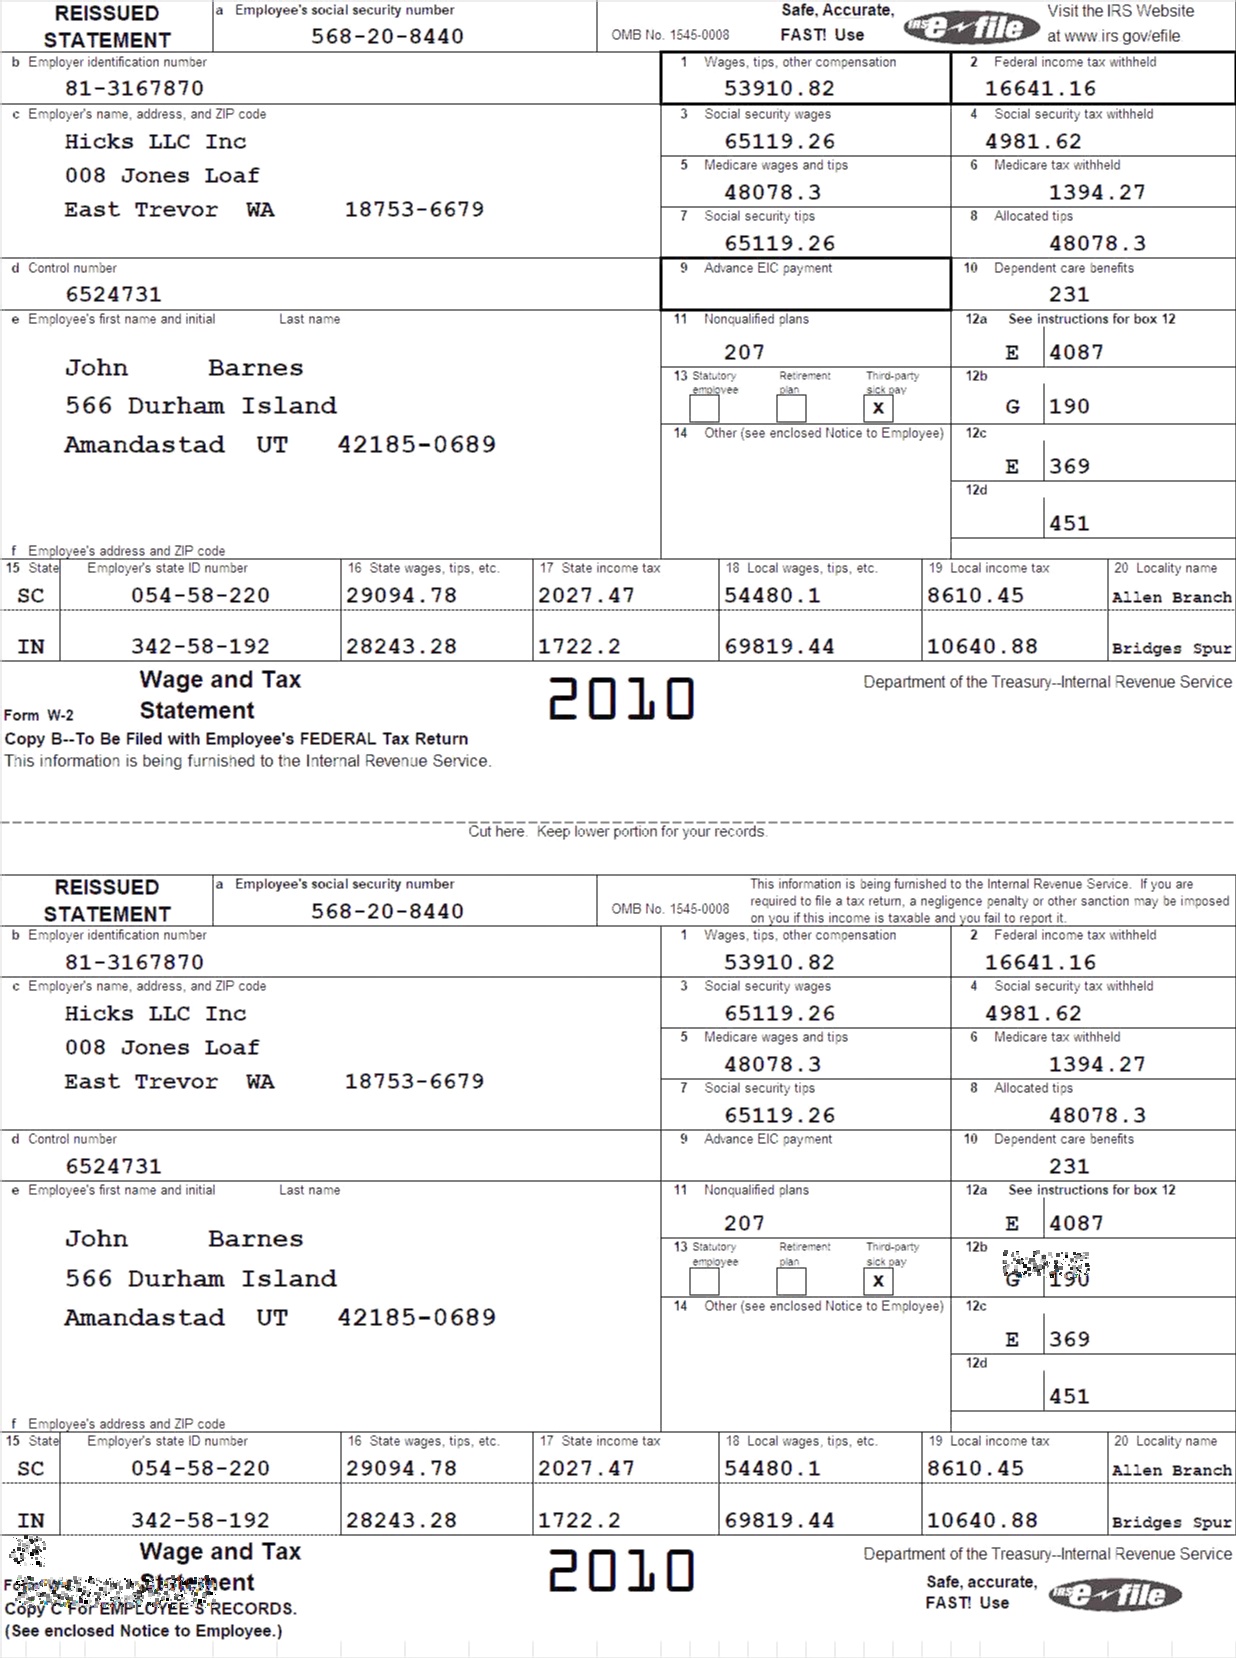 REISSUED STATEMENT
a Employee's social security number
568-20-8440
OMB No. 1545-0008
Safe, Accurate, FAST! Use
IRS e-file
Visit the IRS Website at www.irs.gov/efile
b Employer identification number
81-3167870
1 Wages, tips, other compensation
53910.82
2 Federal income tax withheld
16641.16
c Employer's name, address, and ZIP code
Hicks LLC Inc
008 Jones Loaf
East Trevor WA 18753-6679
3 Social security wages
65119.26
4 Social security tax withheld
4981.62
5 Medicare wages and tips
48078.3
6 Medicare tax withheld
1394.27
7 Social security tips
65119.26
8 Allocated tips
48078.3
d Control number
6524731
9 Advance EIC payment
10 Dependent care benefits
231
e Employee's first name and initial Last name
John Barnes
566 Durham Island
Amandastad UT 42185-0689
11 Nonqualified plans
207
12a See instructions for box 12
E 4087
13 Statutory employee Retirement plan Third-party sick pay
X
12b
G 190
14 Other (see enclosed Notice to Employee)
12c
E 369
12d
451
f Employee's address and ZIP code
15 State Employer's state ID number 16 State wages, tips, etc. 17 State income tax 18 Local wages, tips, etc. 19 Local income tax 20 Locality name
SC 054-58-220 29094.78 2027.47 54480.1 8610.45 Allen Branch
IN 342-58-192 28243.28 1722.2 69819.44 10640.88 Bridges Spur
Form W-2 Wage and Tax Statement
2010
Department of the Treasury--Internal Revenue Service
Copy B--To Be Filed with Employee's FEDERAL Tax Return
This information is being furnished to the Internal Revenue Service.
Cut here. Keep lower portion for your records.
REISSUED STATEMENT
a Employee's social security number
568-20-8440
OMB No. 1545-0008
This information is being furnished to the Internal Revenue Service. If you are
required to file a tax return, a negligence penalty or other sanction may be imposed
on you if this income is taxable and you fail to report it.
b Employer identification number
81-3167870
1 Wages, tips, other compensation
53910.82
2 Federal income tax withheld
16641.16
c Employer's name, address, and ZIP code
Hicks LLC Inc
008 Jones Loaf
East Trevor WA 18753-6679
3 Social security wages
65119.26
4 Social security tax withheld
4981.62
5 Medicare wages and tips
48078.3
6 Medicare tax withheld
1394.27
7 Social security tips
65119.26
8 Allocated tips
48078.3
d Control number
6524731
9 Advance EIC payment
10 Dependent care benefits
231
e Employee's first name and initial Last name
John Barnes
566 Durham Island
Amandastad UT 42185-0689
11 Nonqualified plans
207
12a See instructions for box 12
E 4087
13 Statutory employee Retirement plan Third-party sick pay
X
12b
G 190
14 Other (see enclosed Notice to Employee)
12c
E 369
12d
451
f Employee's address and ZIP code
15 State Employer's state ID number 16 State wages, tips, etc. 17 State income tax 18 Local wages, tips, etc. 19 Local income tax 20 Locality name
SC 054-58-220 29094.78 2027.47 54480.1 8610.45 Allen Branch
IN 342-58-192 28243.28 1722.2 69819.44 10640.88 Bridges Spur
Wage and Tax Statement
2010
Department of the Treasury--Internal Revenue Service
Safe, accurate, FAST! Use
IRS e-file
Copy C For EMPLOYEE'S RECORDS.
(See enclosed Notice to Employee.)